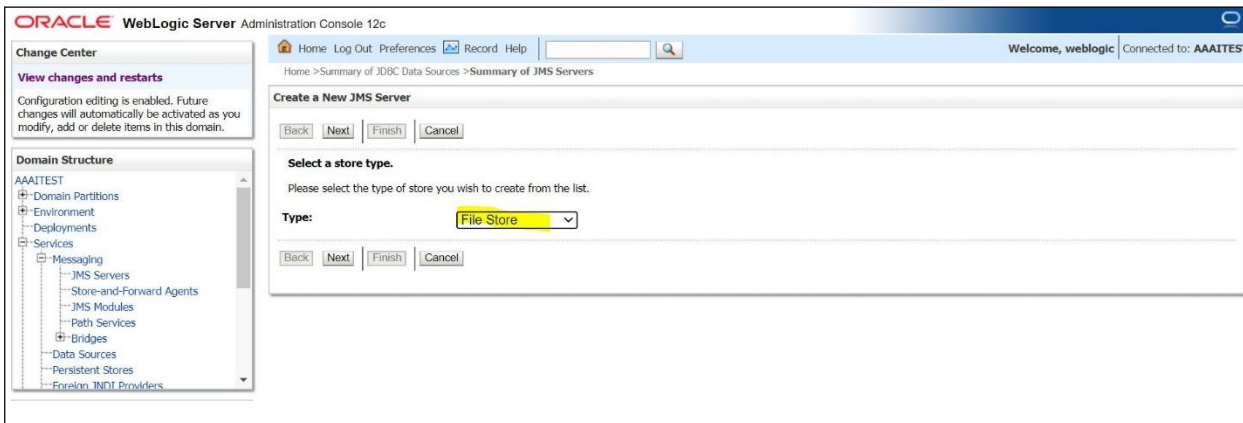 ORACLE WebLogic Server Administration Console 12c
Change Center
View changes and restarts
Configuration editing is enabled. Future
changes will automatically be activated as you
modify, add or delete items in this domain.
Domain Structure
AAAITEST
Domain Partitions
Environment
Deployments
Services
Messaging
JMS Servers
Store-and-Forward Agents
JMS Modules
Path Services
Bridges
Data Sources
Persistent Stores
Foreign JNDI Providers
Home Log Out Preferences Record Help
Welcome, weblogic Connected to: AAAITEST
Home >Summary of JDBC Data Sources >Summary of JMS Servers
Create a New JMS Server
Back Next Finish Cancel
Select a store type.
Please select the type of store you wish to create from the list.
Type: File Store
Back Next Finish Cancel